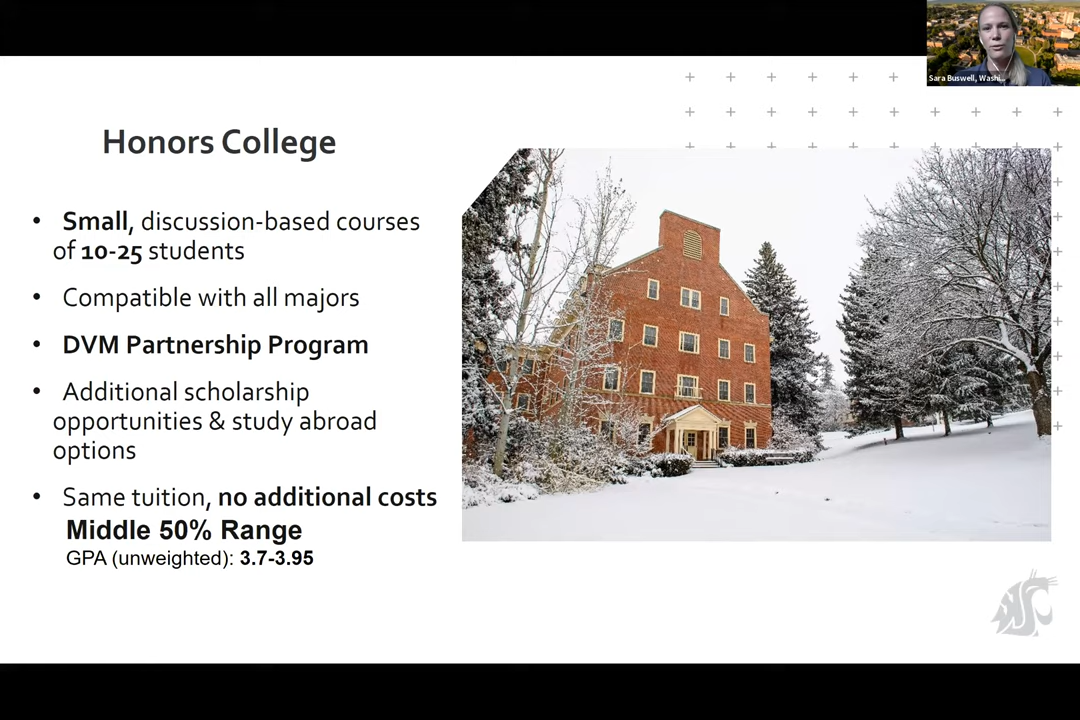 Sara Buswell, Washi...
Honors College
• Small, discussion-based courses
of 10-25 students
• Compatible with all majors
• DVM Partnership Program
• Additional scholarship
opportunities & study abroad
options
• Same tuition, no additional costs
Middle 50% Range
GPA (unweighted): 3.7-3.95